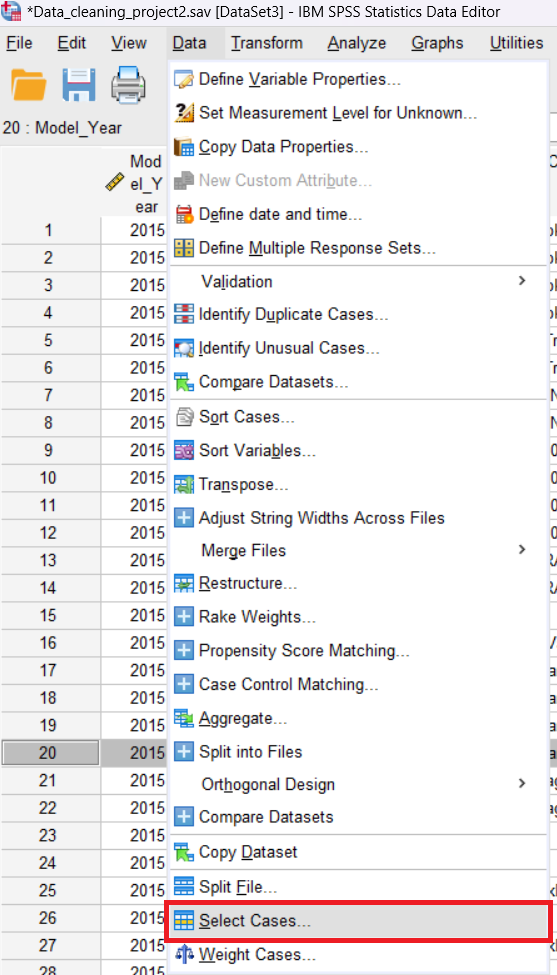 *Data_cleaning_project2.sav [DataSet3] - IBM SPSS Statistics Data Editor
File Edit View Data Transform Analyze Graphs Utilities
20 : Model_Year
Mod
el_Y
ear
1 2015
2 2015
3 2015
4 2015
5 2015
6 2015
7 2015
8 2015
9 2015
10 2015
11 2015
12 2015
13 2015
14 2015
15 2015
16 2015
17 2015
18 2015
19 2015
20 2015
21 2015
22 2015
23 2015
24 2015
25 2015
26 2015
27 2015
28 2015
Define Variable Properties...
Set Measurement Level for Unknown...
Copy Data Properties...
New Custom Attribute...
Define date and time...
Define Multiple Response Sets...
Validation
Identify Duplicate Cases...
Identify Unusual Cases...
Compare Datasets...
Sort Cases...
Sort Variables...
Transpose...
Adjust String Widths Across Files
Merge Files
Restructure...
Rake Weights...
Propensity Score Matching...
Case Control Matching...
Aggregate...
Split into Files
Orthogonal Design
Compare Datasets
Copy Dataset
Split File...
Select Cases...
Weight Cases...